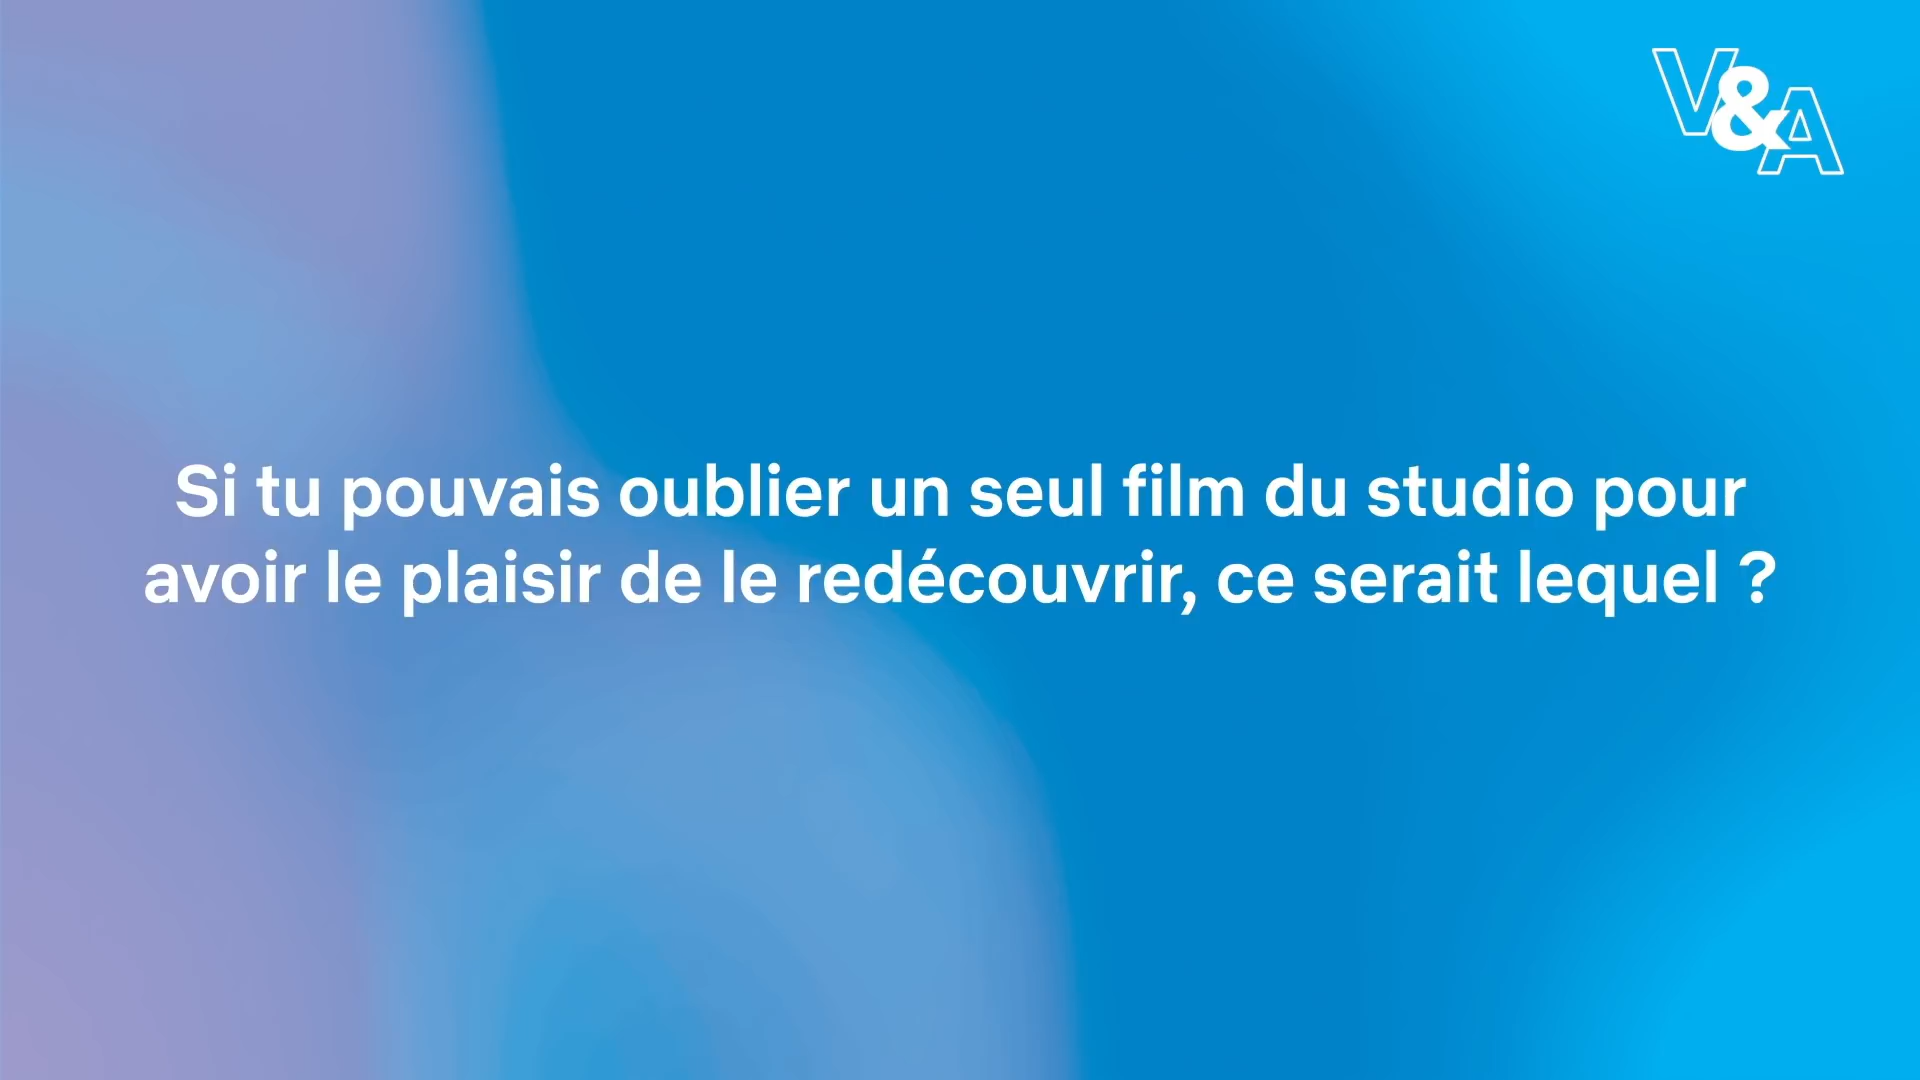 V&A
Si tu pouvais oublier un seul film du studio pour
avoir le plaisir de le redécouvrir, ce serait lequel ?